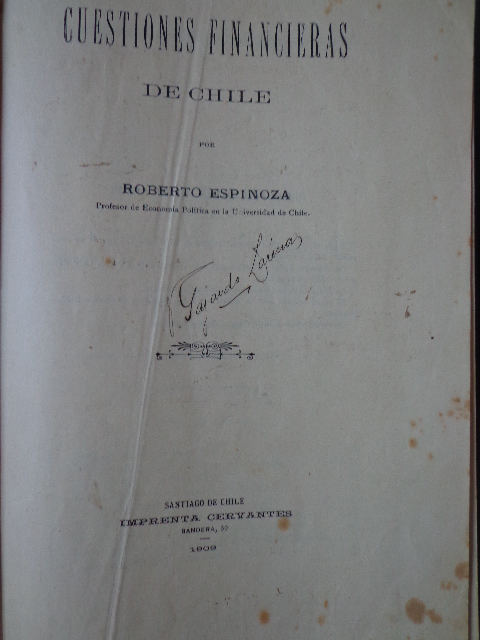 CUESTIONES FINANCIERAS
DE CHILE
POR
ROBERTO ESPINOZA
Profesor de Economía Política en la Universidad de Chile.
SANTIAGO DE CHILE
IMPRENTA CERVANTES
BANDERA, 50
1909